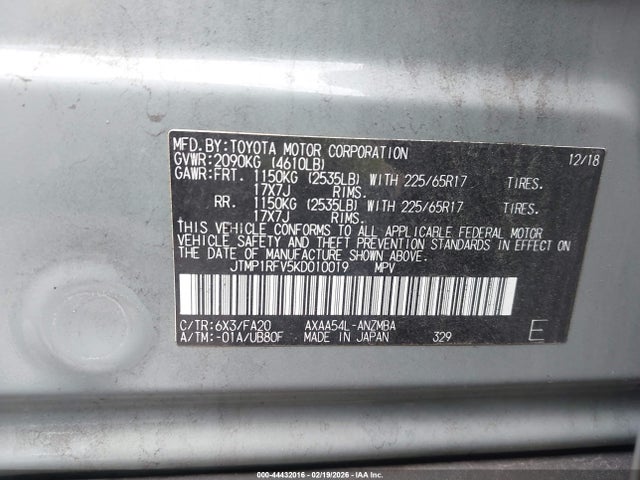 MFD.BY:TOYOTA MOTOR CORPORATION 12/18
GVWR:2090KG (4610LB)
GAWR:FRT. 1150KG (2535LB) WITH 225/65R17 TIRES.
17X7J RIMS.
RR. 1150KG (2535LB) WITH 225/65R17 TIRES.
17X7J RIMS.
THIS VEHICLE CONFORMS TO ALL APPLICABLE FEDERAL MOTOR
VEHICLE SAFETY AND THEFT PREVENTION STANDARDS IN EFFECT ON
THE DATE OF MANUFACTURE SHOWN ABOVE.
JTMP1RFV5KD010019 MPV
C/TR:6X3/FA20 AXAA54L-ANZMBA
A/TM:-01A/UB80F MADE IN JAPAN 329 E
000-44432016 - 02/19/2026 - IAA Inc.